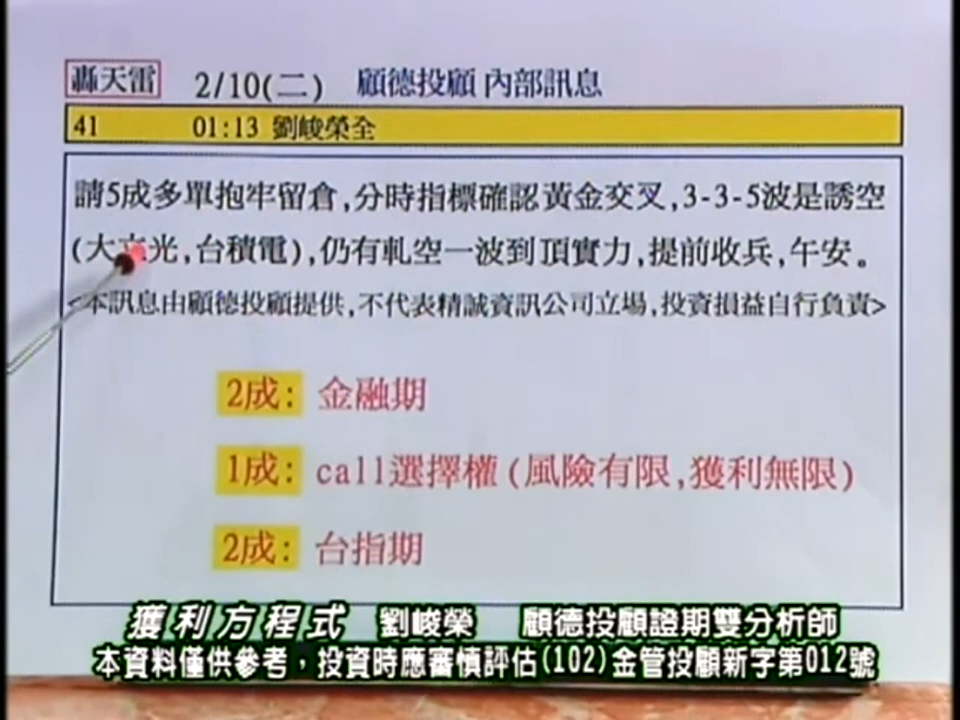 轟天雷 2/10(二) 顧德投顧 內部訊息
41 01:13 劉峻榮全
請5成多單抱牢留倉,分時指標確認黃金交叉,3-3-5波是誘空
(大立光,台積電),仍有軋空一波到頂實力,提前收兵,午安。
<本訊息由顧德投顧提供,不代表精誠資訊公司立場,投資損益自行負責>
2成: 金融期
1成: call選擇權(風險有限,獲利無限)
2成: 台指期
獲利方程式 劉峻榮 顧德投顧證期雙分析師
本資料僅供參考，投資時應審慎評估(102)金管投顧新字第012號